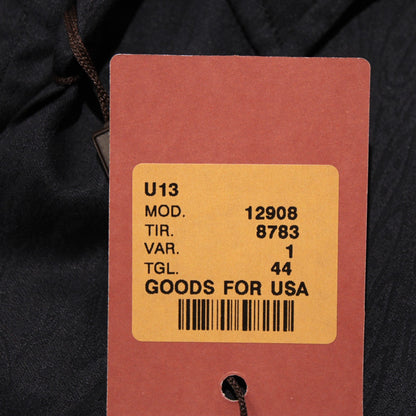 U13
MOD. 12908
TIR. 8783
VAR. 1
TGL. 44
GOODS FOR USA